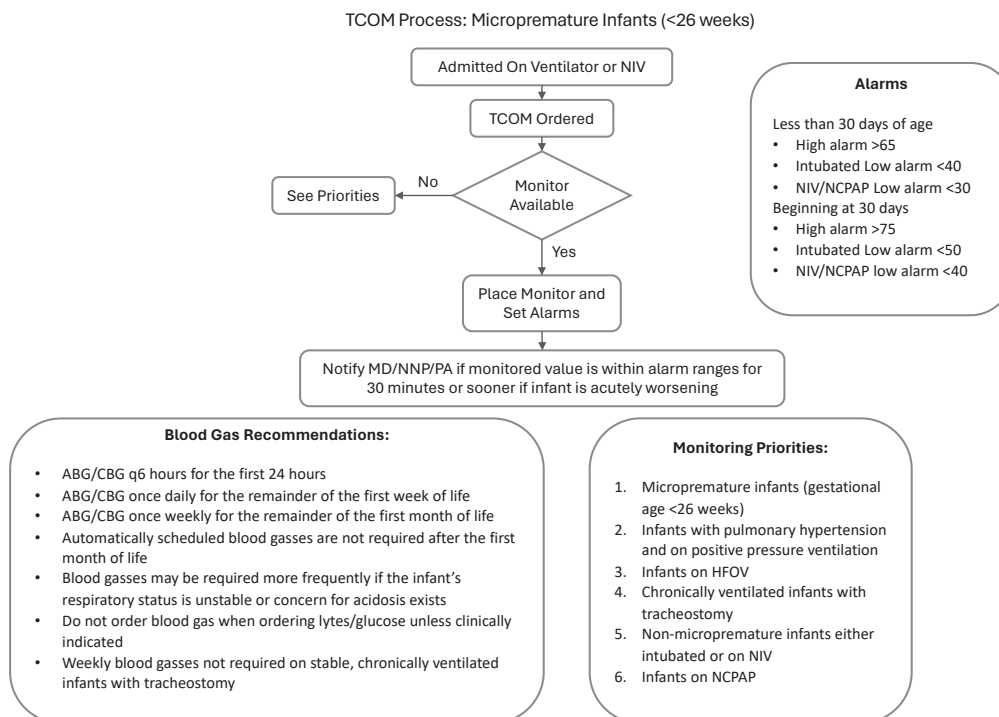 TCOM Process: Micropremature Infants (<26 weeks)
Admitted On Ventilator or NIV
TCOM Ordered
Monitor
Available
No
See Priorities
Yes
Place Monitor and
Set Alarms
Notify MD/NNP/PA if monitored value is within alarm ranges for
30 minutes or sooner if infant is acutely worsening
Alarms
Less than 30 days of age
• High alarm >65
• Intubated Low alarm <40
• NIV/NCPAP Low alarm <30
Beginning at 30 days
• High alarm >75
• Intubated Low alarm <50
• NIV/NCPAP low alarm <40
Blood Gas Recommendations:
• ABG/CBG q6 hours for the first 24 hours
• ABG/CBG once daily for the remainder of the first week of life
• ABG/CBG once weekly for the remainder of the first month of life
• Automatically scheduled blood gasses are not required after the first
month of life
• Blood gasses may be required more frequently if the infant's
respiratory status is unstable or concern for acidosis exists
• Do not order blood gas when ordering lytes/glucose unless clinically
indicated
• Weekly blood gasses not required on stable, chronically ventilated
infants with tracheostomy
Monitoring Priorities:
1. Micropremature infants (gestational
age <26 weeks)
2. Infants with pulmonary hypertension
and on positive pressure ventilation
3. Infants on HFOV
4. Chronically ventilated infants with
tracheostomy
5. Non-micropremature infants either
intubated or on NIV
6. Infants on NCPAP